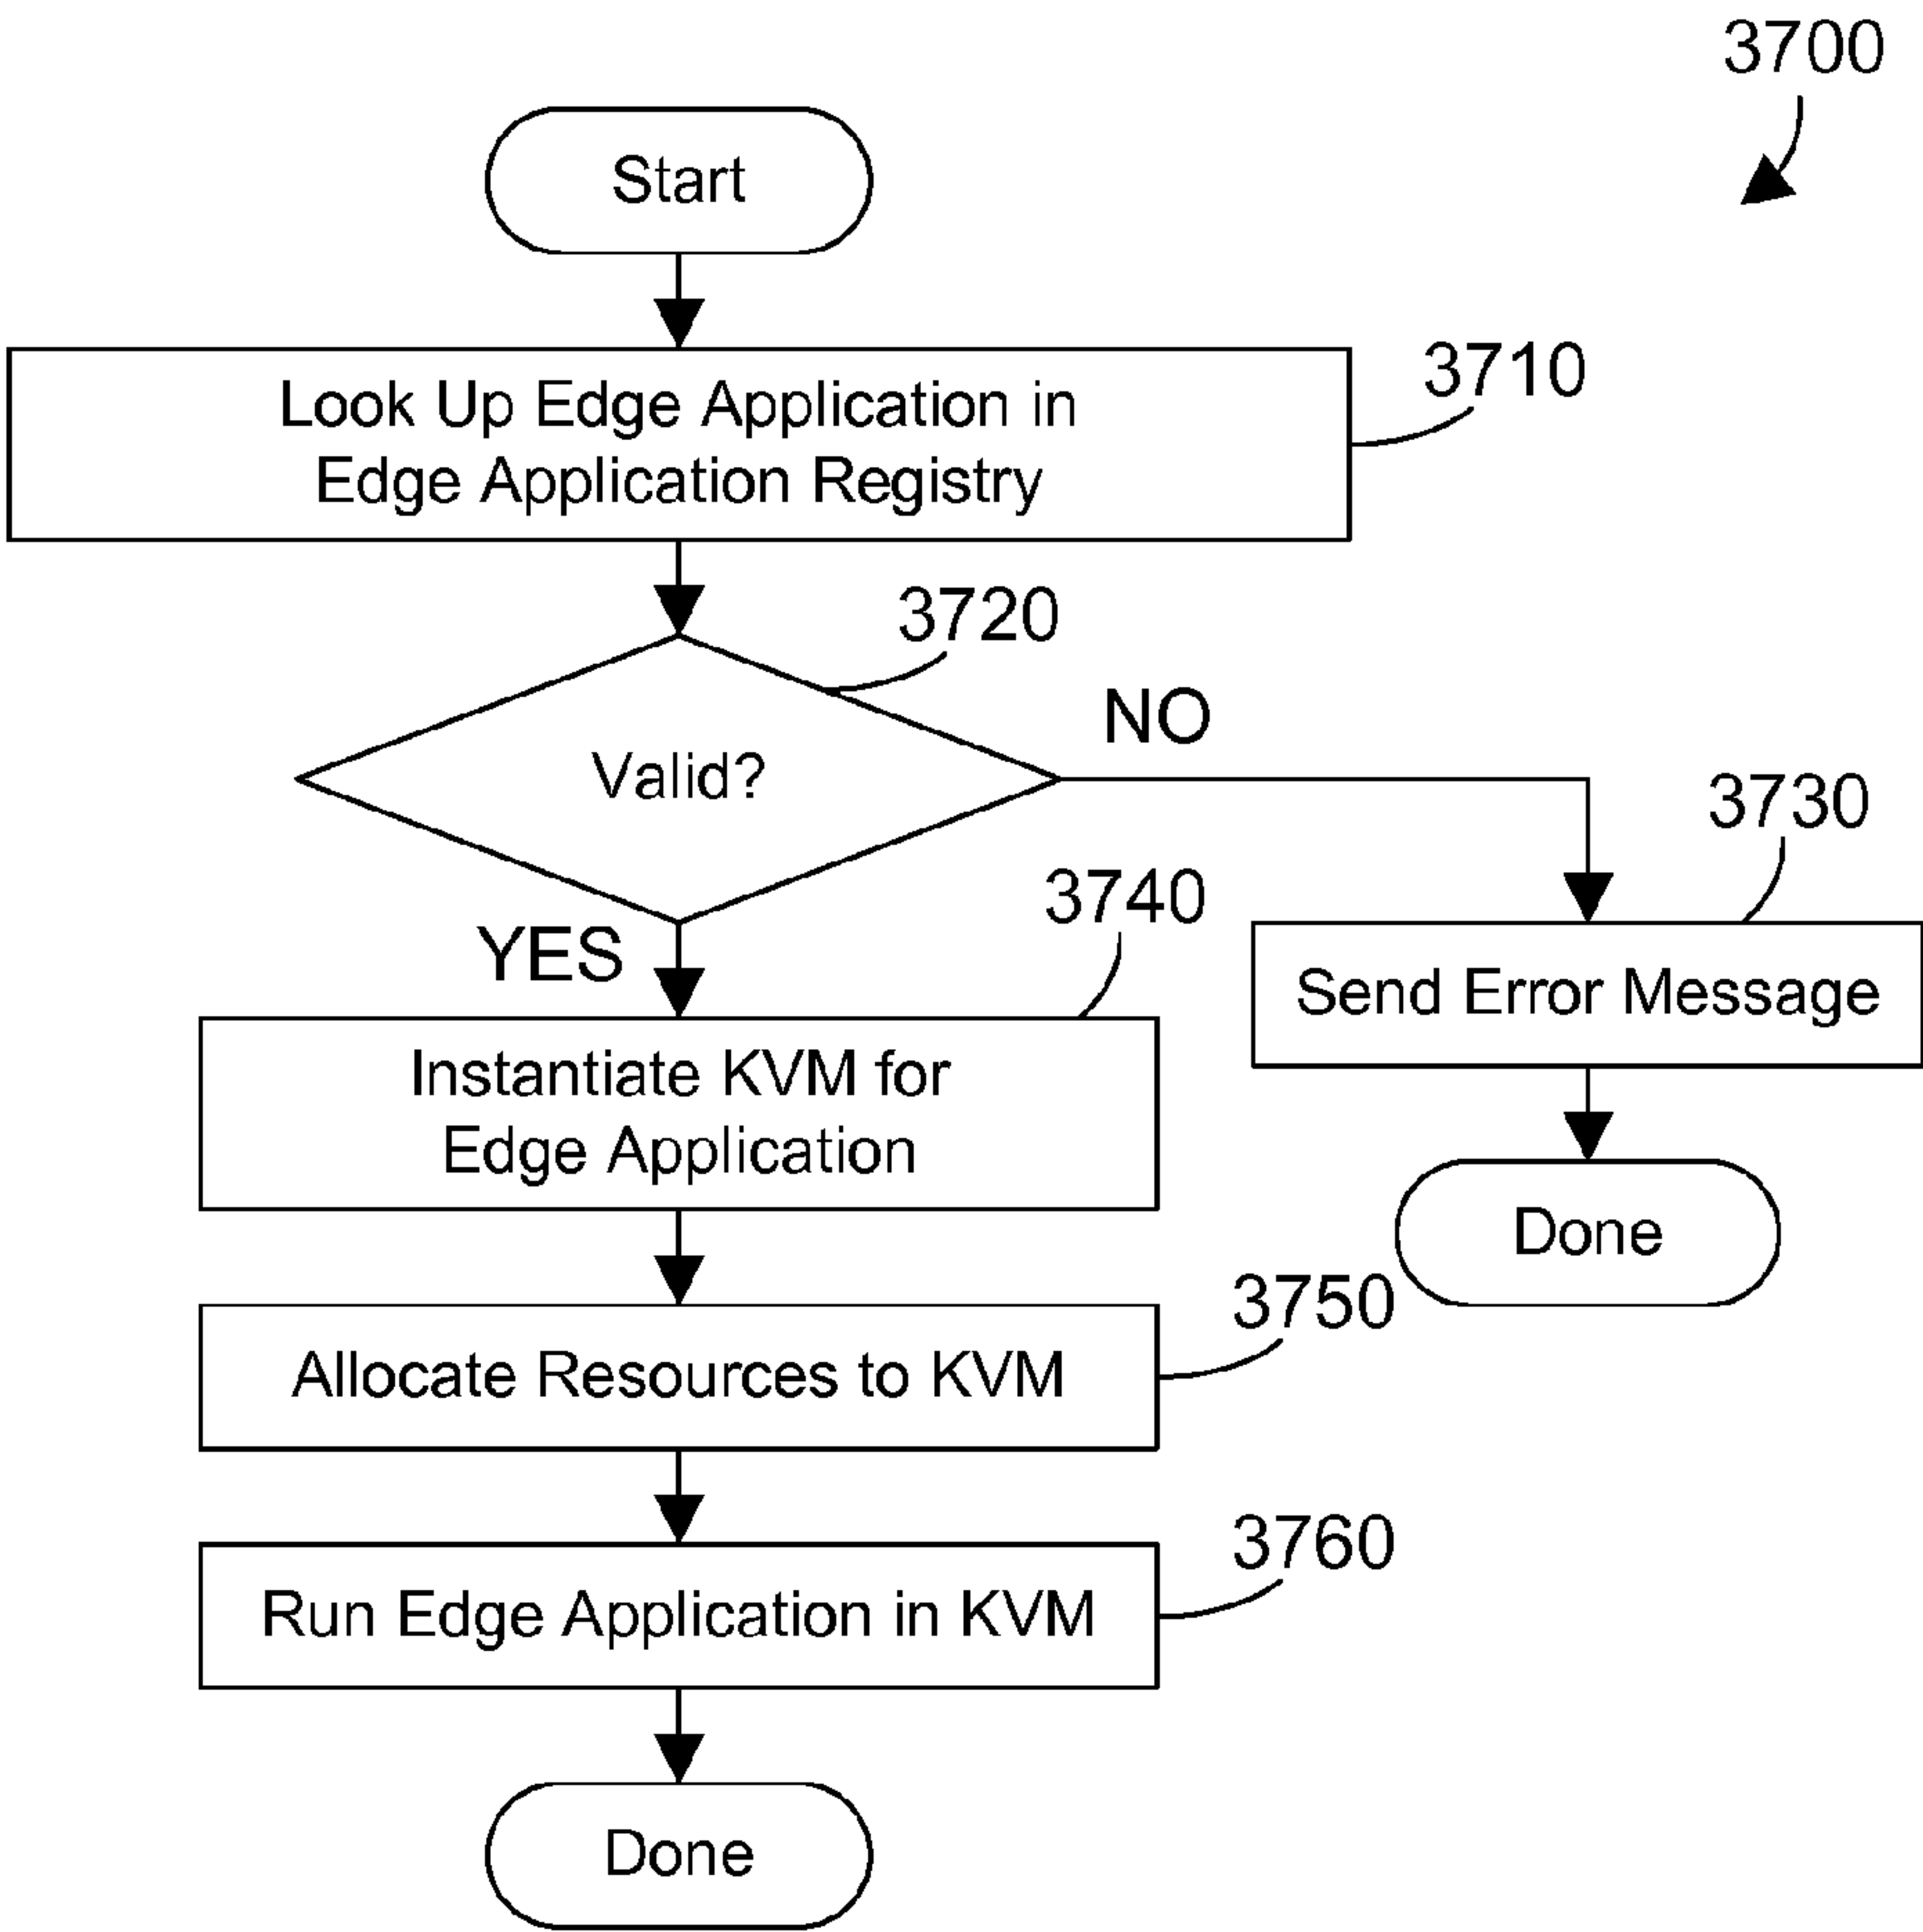 3700
Start
Look Up Edge Application in
Edge Application Registry
3710
3720
Valid?
NO
YES
3730
Send Error Message
Done
3740
Instantiate KVM for
Edge Application
3750
Allocate Resources to KVM
3760
Run Edge Application in KVM
Done